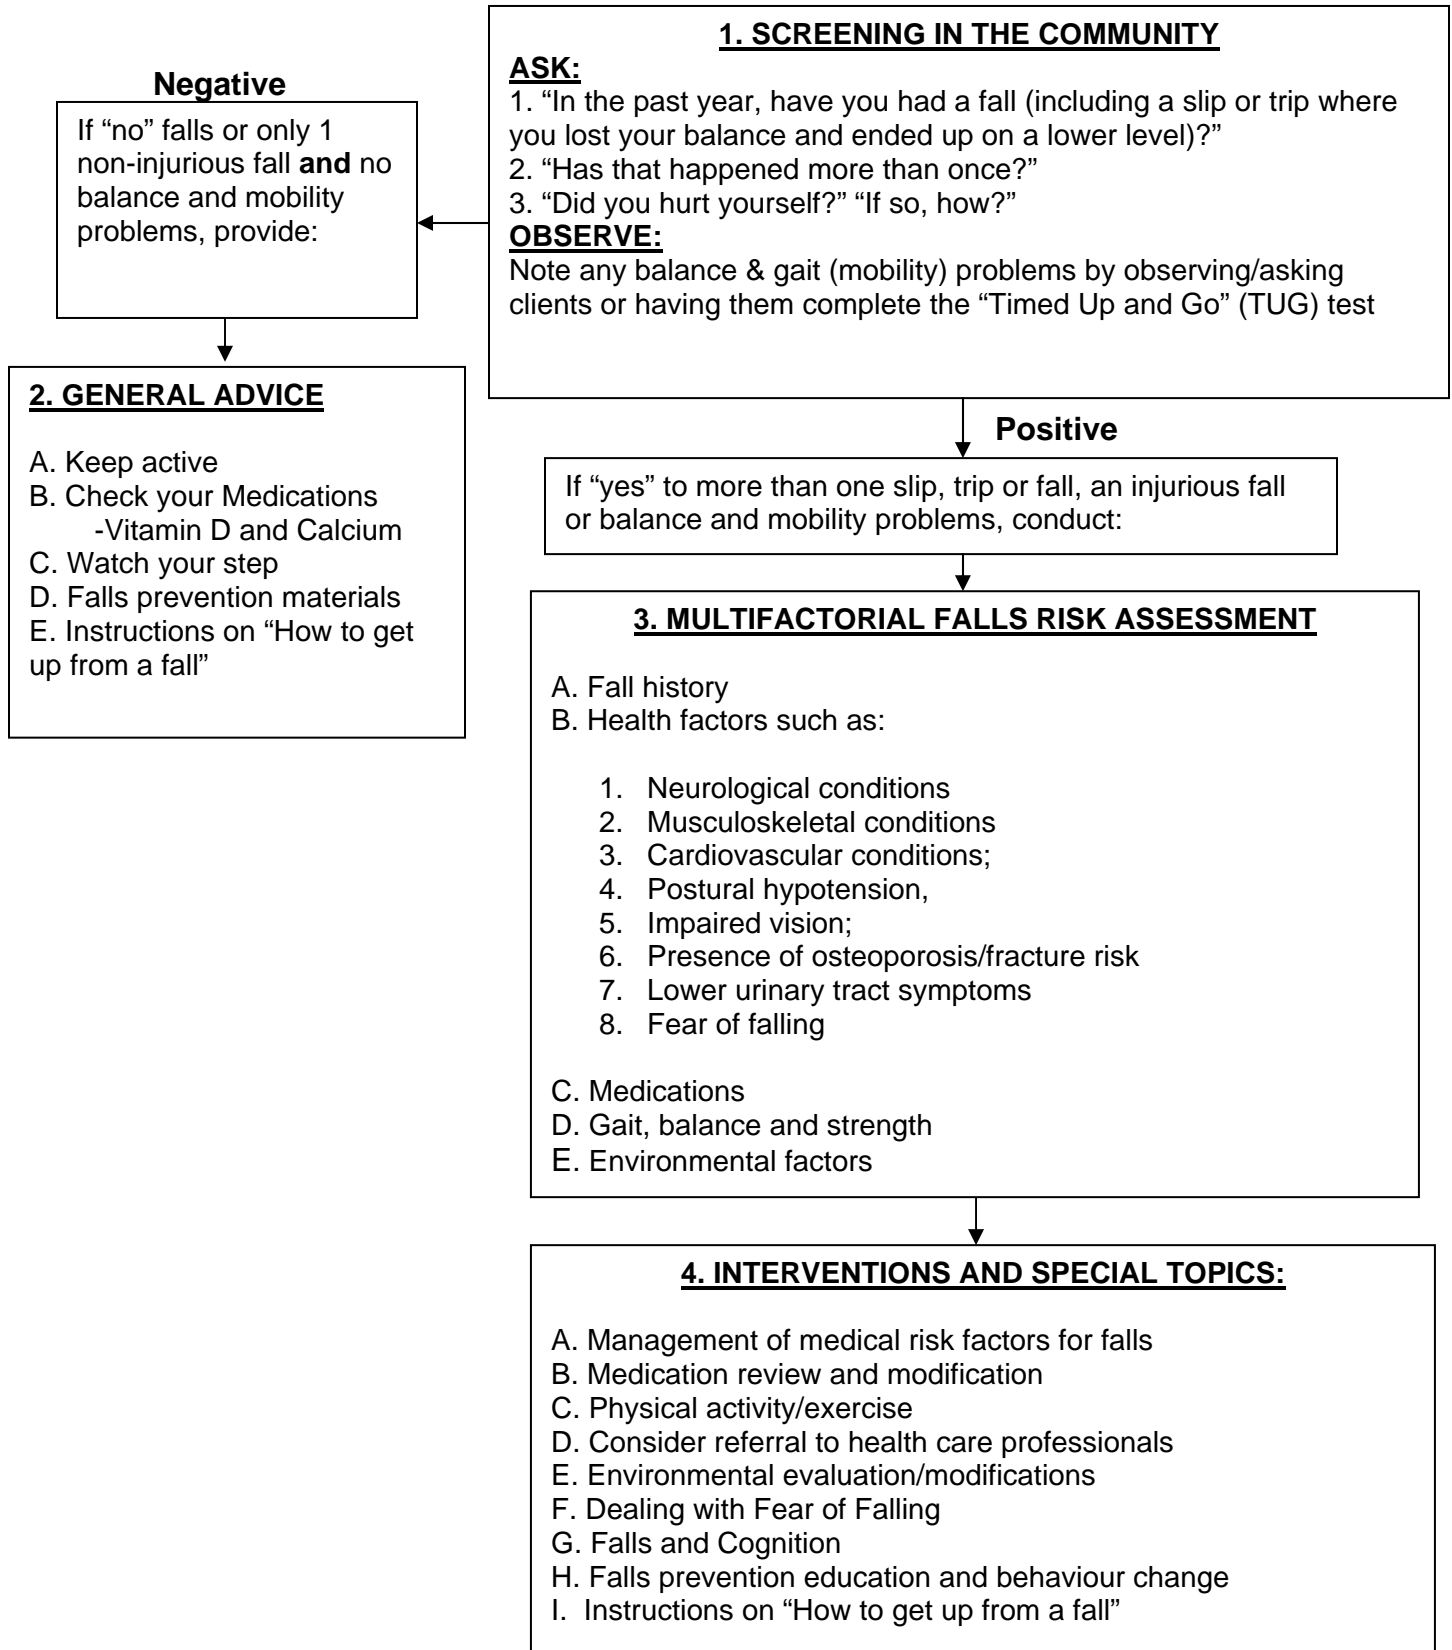 1. SCREENING IN THE COMMUNITY
ASK:
1. “In the past year, have you had a fall (including a slip or trip where
you lost your balance and ended up on a lower level)?”
2. “Has that happened more than once?”
3. “Did you hurt yourself?” “If so, how?”
OBSERVE:
Note any balance & gait (mobility) problems by observing/asking
clients or having them complete the “Timed Up and Go” (TUG) test
Negative
If “no” falls or only 1
non-injurious fall and no
balance and mobility
problems, provide:
2. GENERAL ADVICE
A. Keep active
B. Check your Medications
-Vitamin D and Calcium
C. Watch your step
D. Falls prevention materials
E. Instructions on “How to get
up from a fall”
Positive
If “yes” to more than one slip, trip or fall, an injurious fall
or balance and mobility problems, conduct:
3. MULTIFACTORIAL FALLS RISK ASSESSMENT
A. Fall history
B. Health factors such as:
1. Neurological conditions
2. Musculoskeletal conditions
3. Cardiovascular conditions;
4. Postural hypotension,
5. Impaired vision;
6. Presence of osteoporosis/fracture risk
7. Lower urinary tract symptoms
8. Fear of falling
C. Medications
D. Gait, balance and strength
E. Environmental factors
4. INTERVENTIONS AND SPECIAL TOPICS:
A. Management of medical risk factors for falls
B. Medication review and modification
C. Physical activity/exercise
D. Consider referral to health care professionals
E. Environmental evaluation/modifications
F. Dealing with Fear of Falling
G. Falls and Cognition
H. Falls prevention education and behaviour change
I. Instructions on “How to get up from a fall”